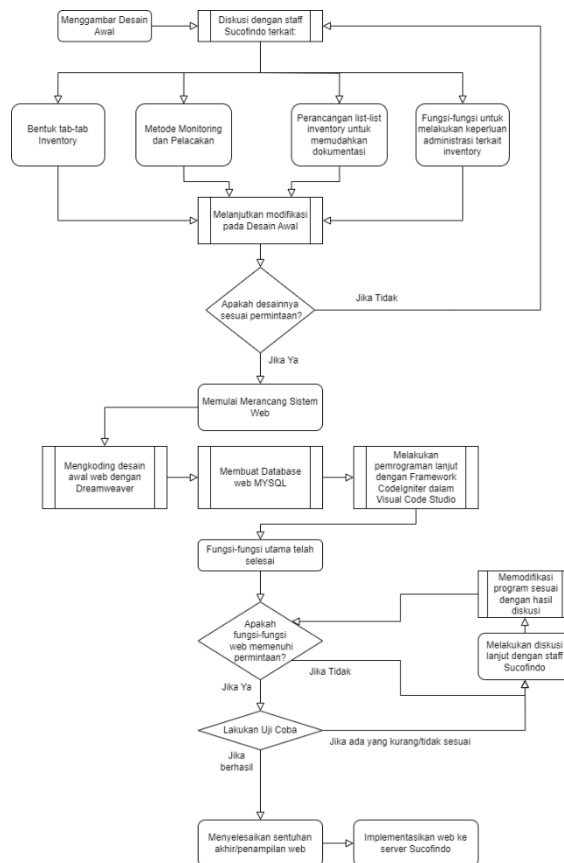 Menggambar Desain
Awal
Diskusi dengan staff
Sucofindo terkait:
Bentuk tab-tab
Inventory
Metode Monitoring
dan Pelacakan
Perancangan list-list
inventory untuk
memudahkan
dokumentasi
Fungsi-fungsi untuk
melakukan keperluan
administrasi terkait
inventory
Melanjutkan modifikasi
pada Desain Awal
Apakah desainnya
sesuai permintaan?
Jika Tidak
Jika Ya
Memulai Merancang Sistem
Web
Mengkoding desain
awal web dengan
Dreamweaver
Membuat Database
web MYSQL
Melakukan
pemrograman lanjut
dengan Framework
CodeIgniter dalam
Visual Code Studio
Fungsi-fungsi utama telah
selesai
Apakah
fungsi-fungsi
web memenuhi
permintaan?
Jika Tidak
Memodifikasi
program sesuai
dengan hasil
diskusi
Melakukan diskusi
lanjut dengan staff
Sucofindo
Jika Ya
Lakukan Uji Coba
Jika ada yang kurang/tidak sesuai
Jika
berhasil
Menyelesaikan sentuhan
akhir/penampilan web
Implementasikan web ke
server Sucofindo